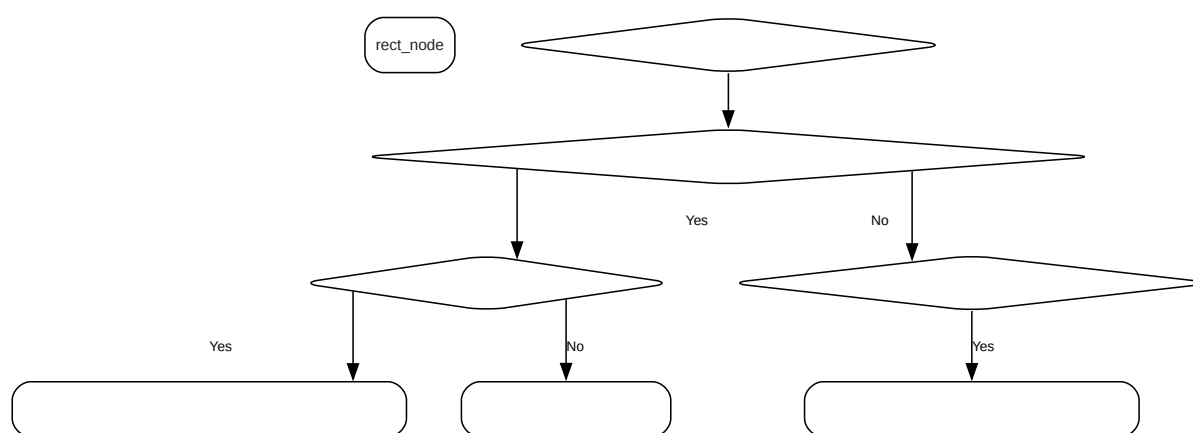 rect_node
Yes
No
Yes
No
Yes